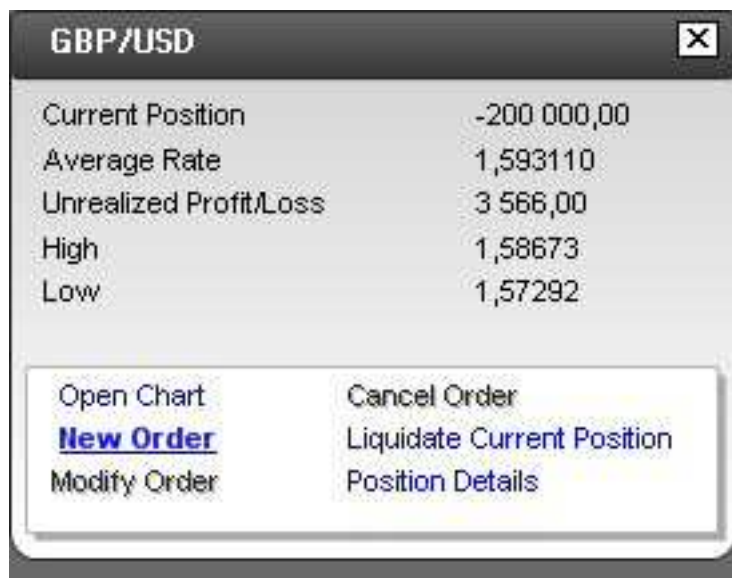 GBP/USD
Current Position -200 000,00
Average Rate 1,593110
Unrealized Profit/Loss 3 566,00
High 1,58673
Low 1,57292
Open Chart Cancel Order
New Order Liquidate Current Position
Modify Order Position Details